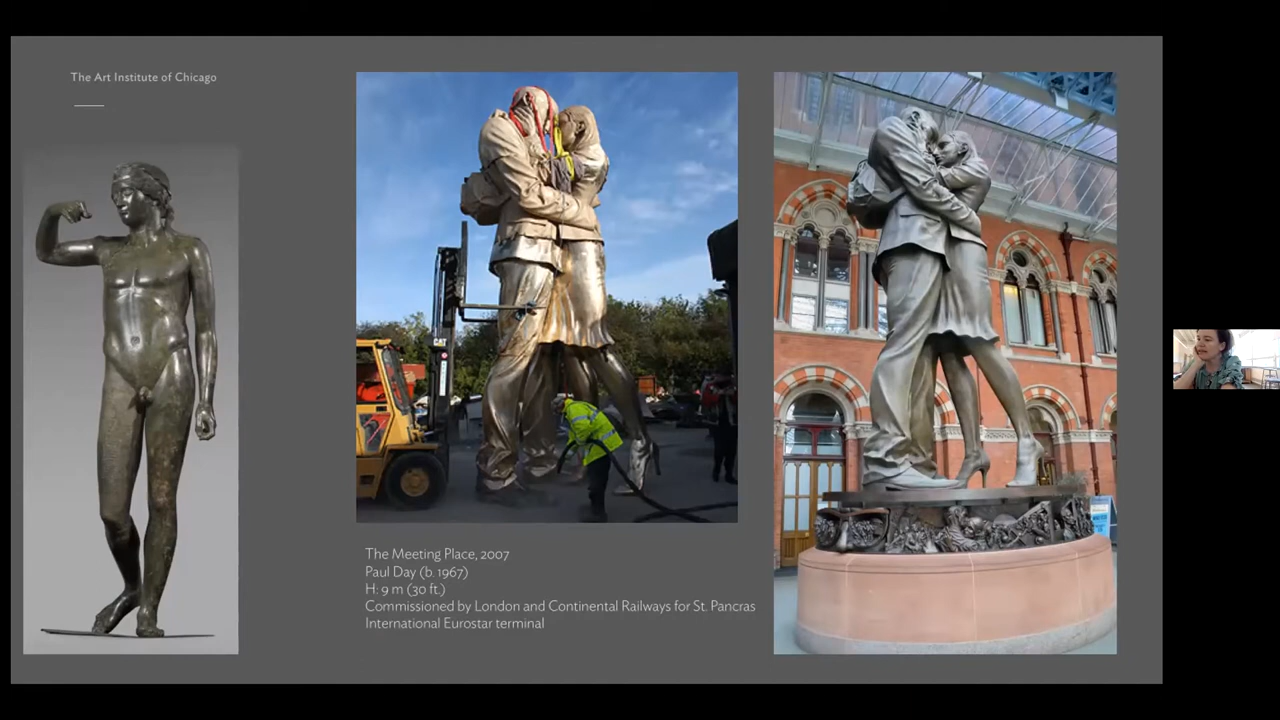 The Art Institute of Chicago
CAT
The Meeting Place, 2007
Paul Day (b. 1967)
H: 9 m (30 ft.)
Commissioned by London and Continental Railways for St. Pancras
International Eurostar terminal